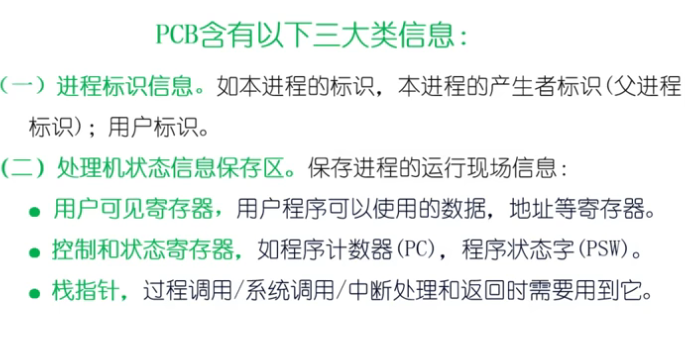 PCB含有以下三大类信息:
(一) 进程标识信息。如本进程的标识, 本进程的产生者标识(父进程
标识); 用户标识。
(二) 处理机状态信息保存区。保存进程的运行现场信息:
● 用户可见寄存器, 用户程序可以使用的数据, 地址等寄存器。
● 控制和状态寄存器, 如程序计数器(PC), 程序状态字(PSW)。
● 栈指针, 过程调用/系统调用/中断处理和返回时需要用到它。